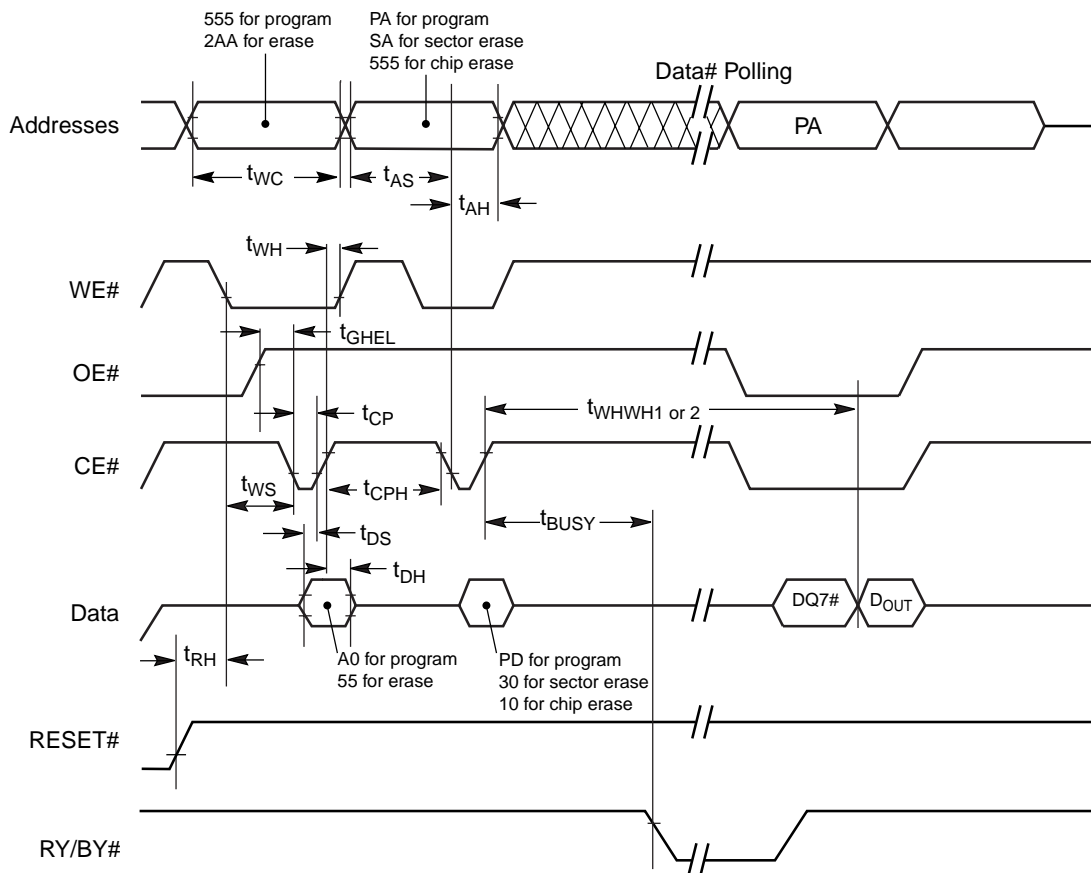 555 for program
2AA for erase
PA for program
SA for sector erase
555 for chip erase
Data# Polling
Addresses
PA
tWC
tAS
tAH
tWH
WE#
tGHEL
OE#
tWHWH1 or 2
tCP
CE#
tWS
tCPH
tBUSY
tDS
tDH
Data
DQ7#
DOUT
tRH
A0 for program
55 for erase
PD for program
30 for sector erase
10 for chip erase
RESET#
RY/BY#